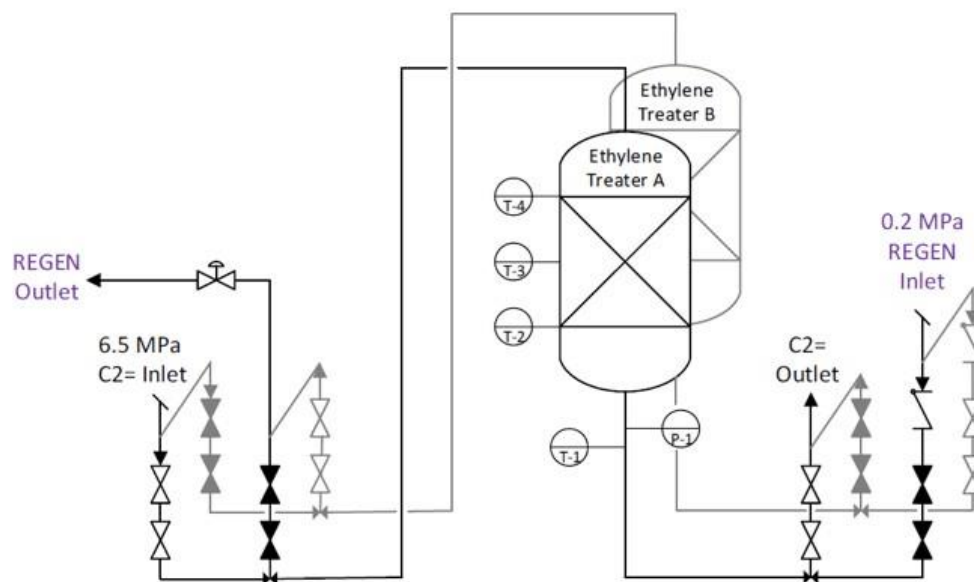 Ethylene
Treater B
Ethylene
Treater A
T-4
T-3
T-2
T-1
P-1
0.2 MPa
REGEN
Inlet
REGEN
Outlet
6.5 MPa
C2= Inlet
C2=
Outlet